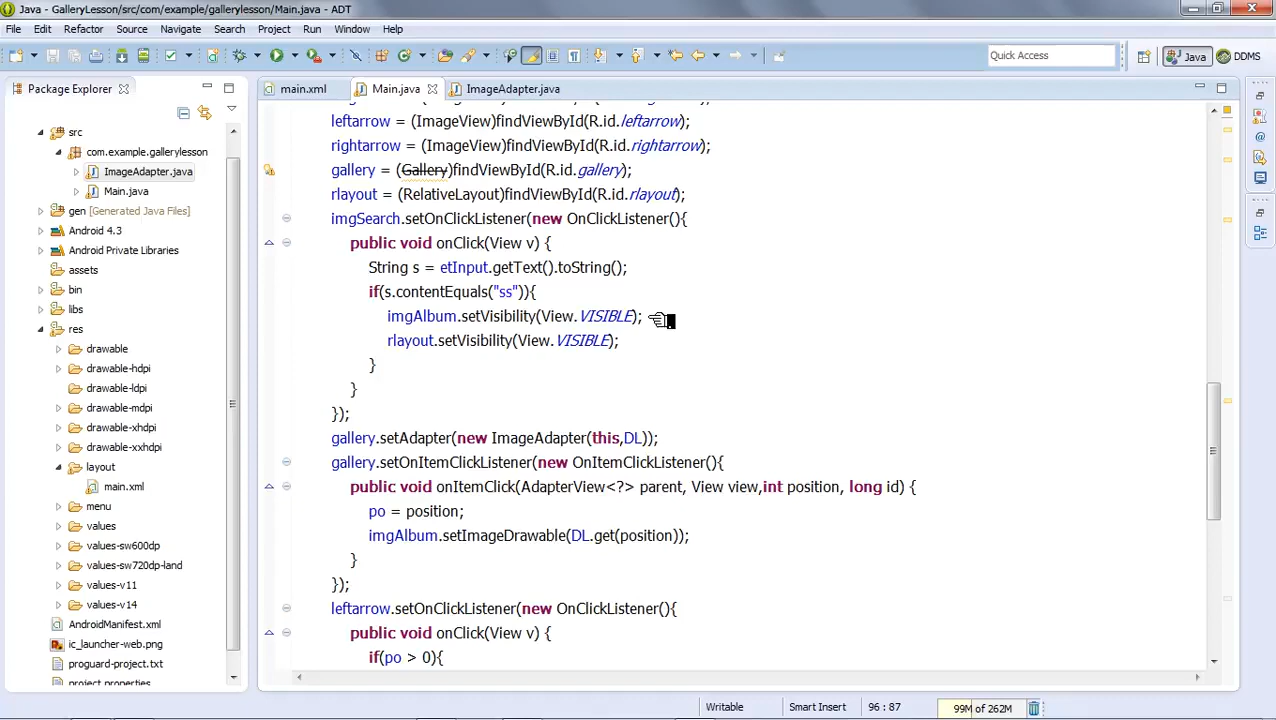 Java - GalleryLesson/src/com/example/gallerylesson/Main.java - ADT
File Edit Refactor Source Navigate Search Project Run Window Help
Quick Access
Java
DDMS
Package Explorer
main.xml
Main.java
ImageAdapter.java
src
com.example.gallerylesson
ImageAdapter.java
Main.java
gen [Generated Java Files]
Android 4.3
Android Private Libraries
assets
bin
libs
res
drawable
drawable-hdpi
drawable-ldpi
drawable-mdpi
drawable-xhdpi
drawable-xxhdpi
layout
main.xml
menu
values
values-sw600dp
values-sw720dp-land
values-v11
values-v14
AndroidManifest.xml
ic_launcher-web.png
proguard-project.txt
project.properties
leftarrow = (ImageView)findViewById(R.id.leftarrow);
rightarrow = (ImageView)findViewById(R.id.rightarrow);
gallery = (Gallery)findViewById(R.id.gallery);
rlayout = (RelativeLayout)findViewById(R.id.rlayout);
imgSearch.setOnClickListener(new OnClickListener(){
public void onClick(View v) {
String s = etInput.getText().toString();
if(s.contentEquals("ss")){
imgAlbum.setVisibility(View.VISIBLE);
rlayout.setVisibility(View.VISIBLE);
}
}
});
gallery.setAdapter(new ImageAdapter(this,DL));
gallery.setOnItemClickListener(new OnItemClickListener(){
public void onItemClick(AdapterView<?> parent, View view,int position, long id) {
po = position;
imgAlbum.setImageDrawable(DL.get(position));
}
});
leftarrow.setOnClickListener(new OnClickListener(){
public void onClick(View v) {
if(po > 0){
Writable
Smart Insert
96 : 87
99M of 262M